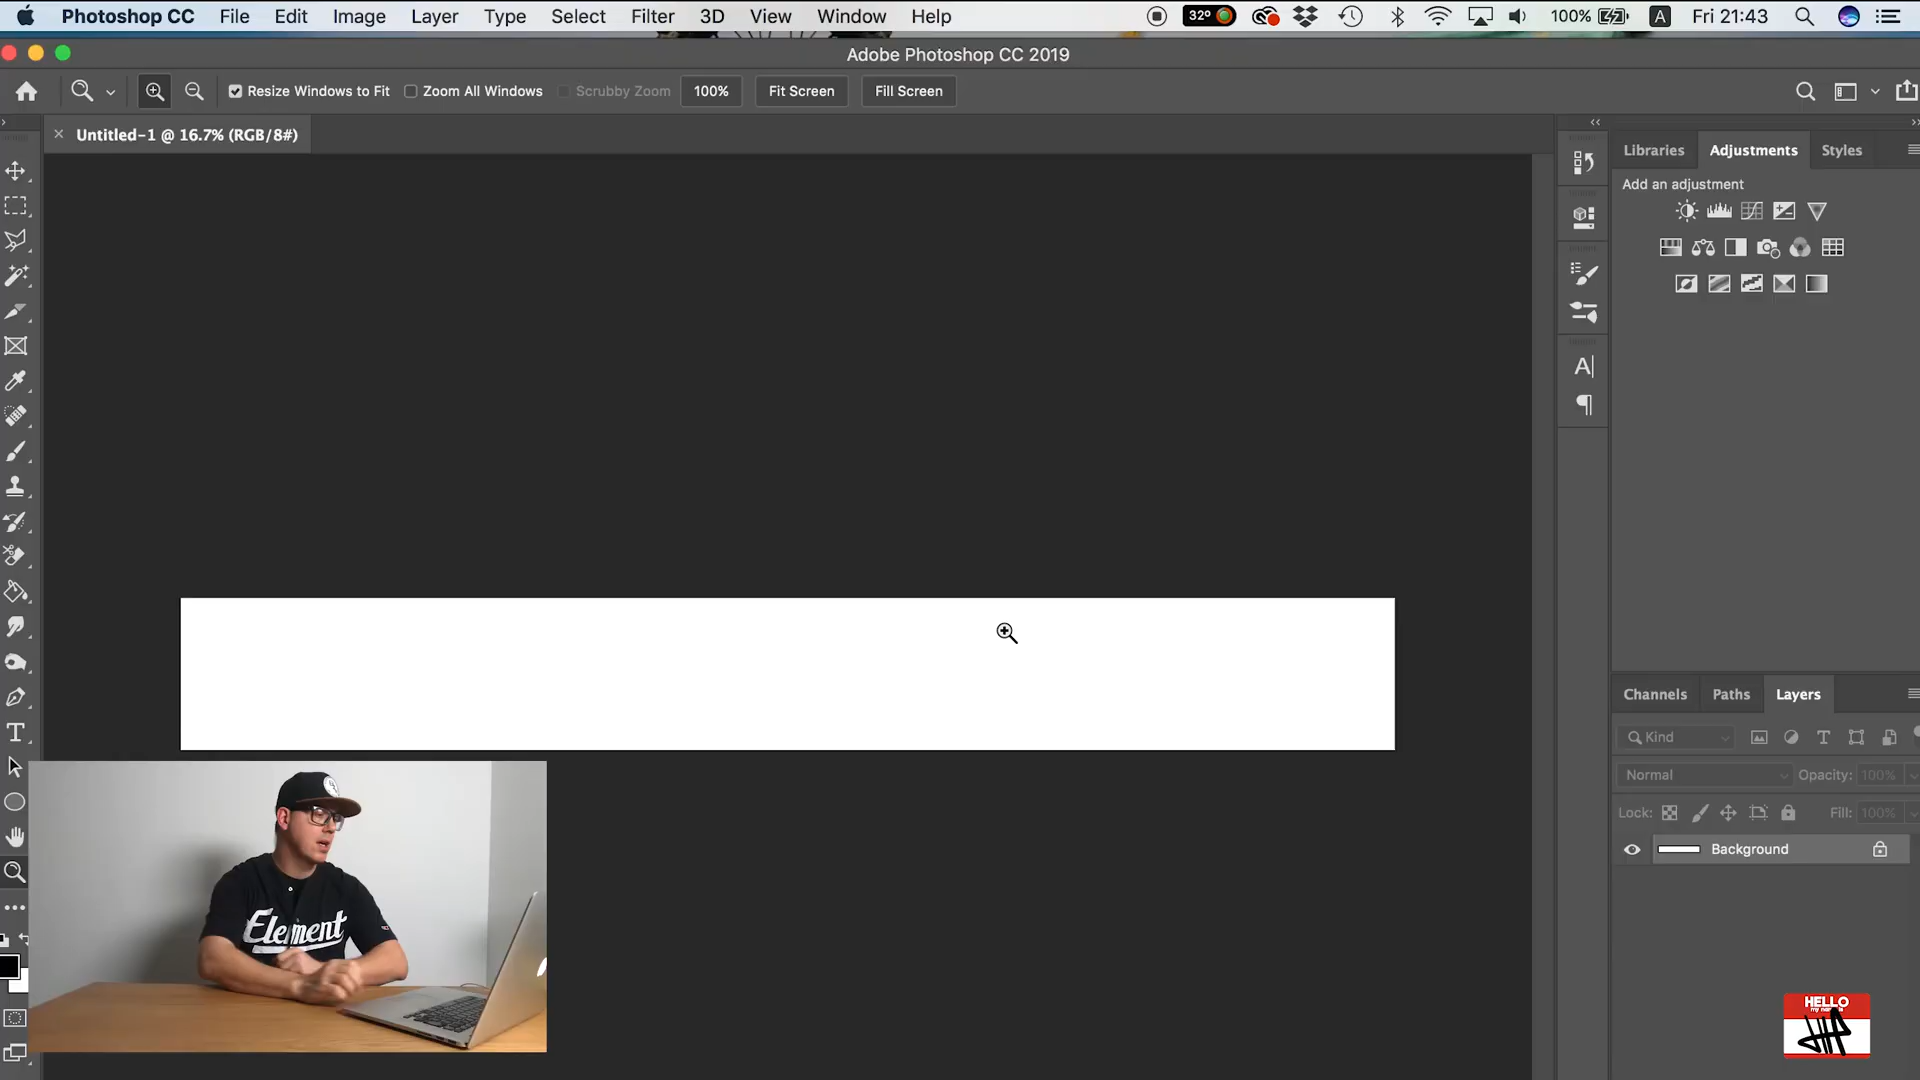 Photoshop CC File Edit Image Layer Type Select Filter 3D View Window Help 32° A 100% Fri 21:43
Adobe Photoshop CC 2019
Resize Windows to Fit Zoom All Windows Scrubby Zoom 100% Fit Screen Fill Screen
Untitled-1 @ 16.7% (RGB/8#)
Libraries Adjustments Styles
Add an adjustment
Channels Paths Layers
Kind
Normal Opacity: 100%
Lock: Fill: 100%
Background
Element
HELLO